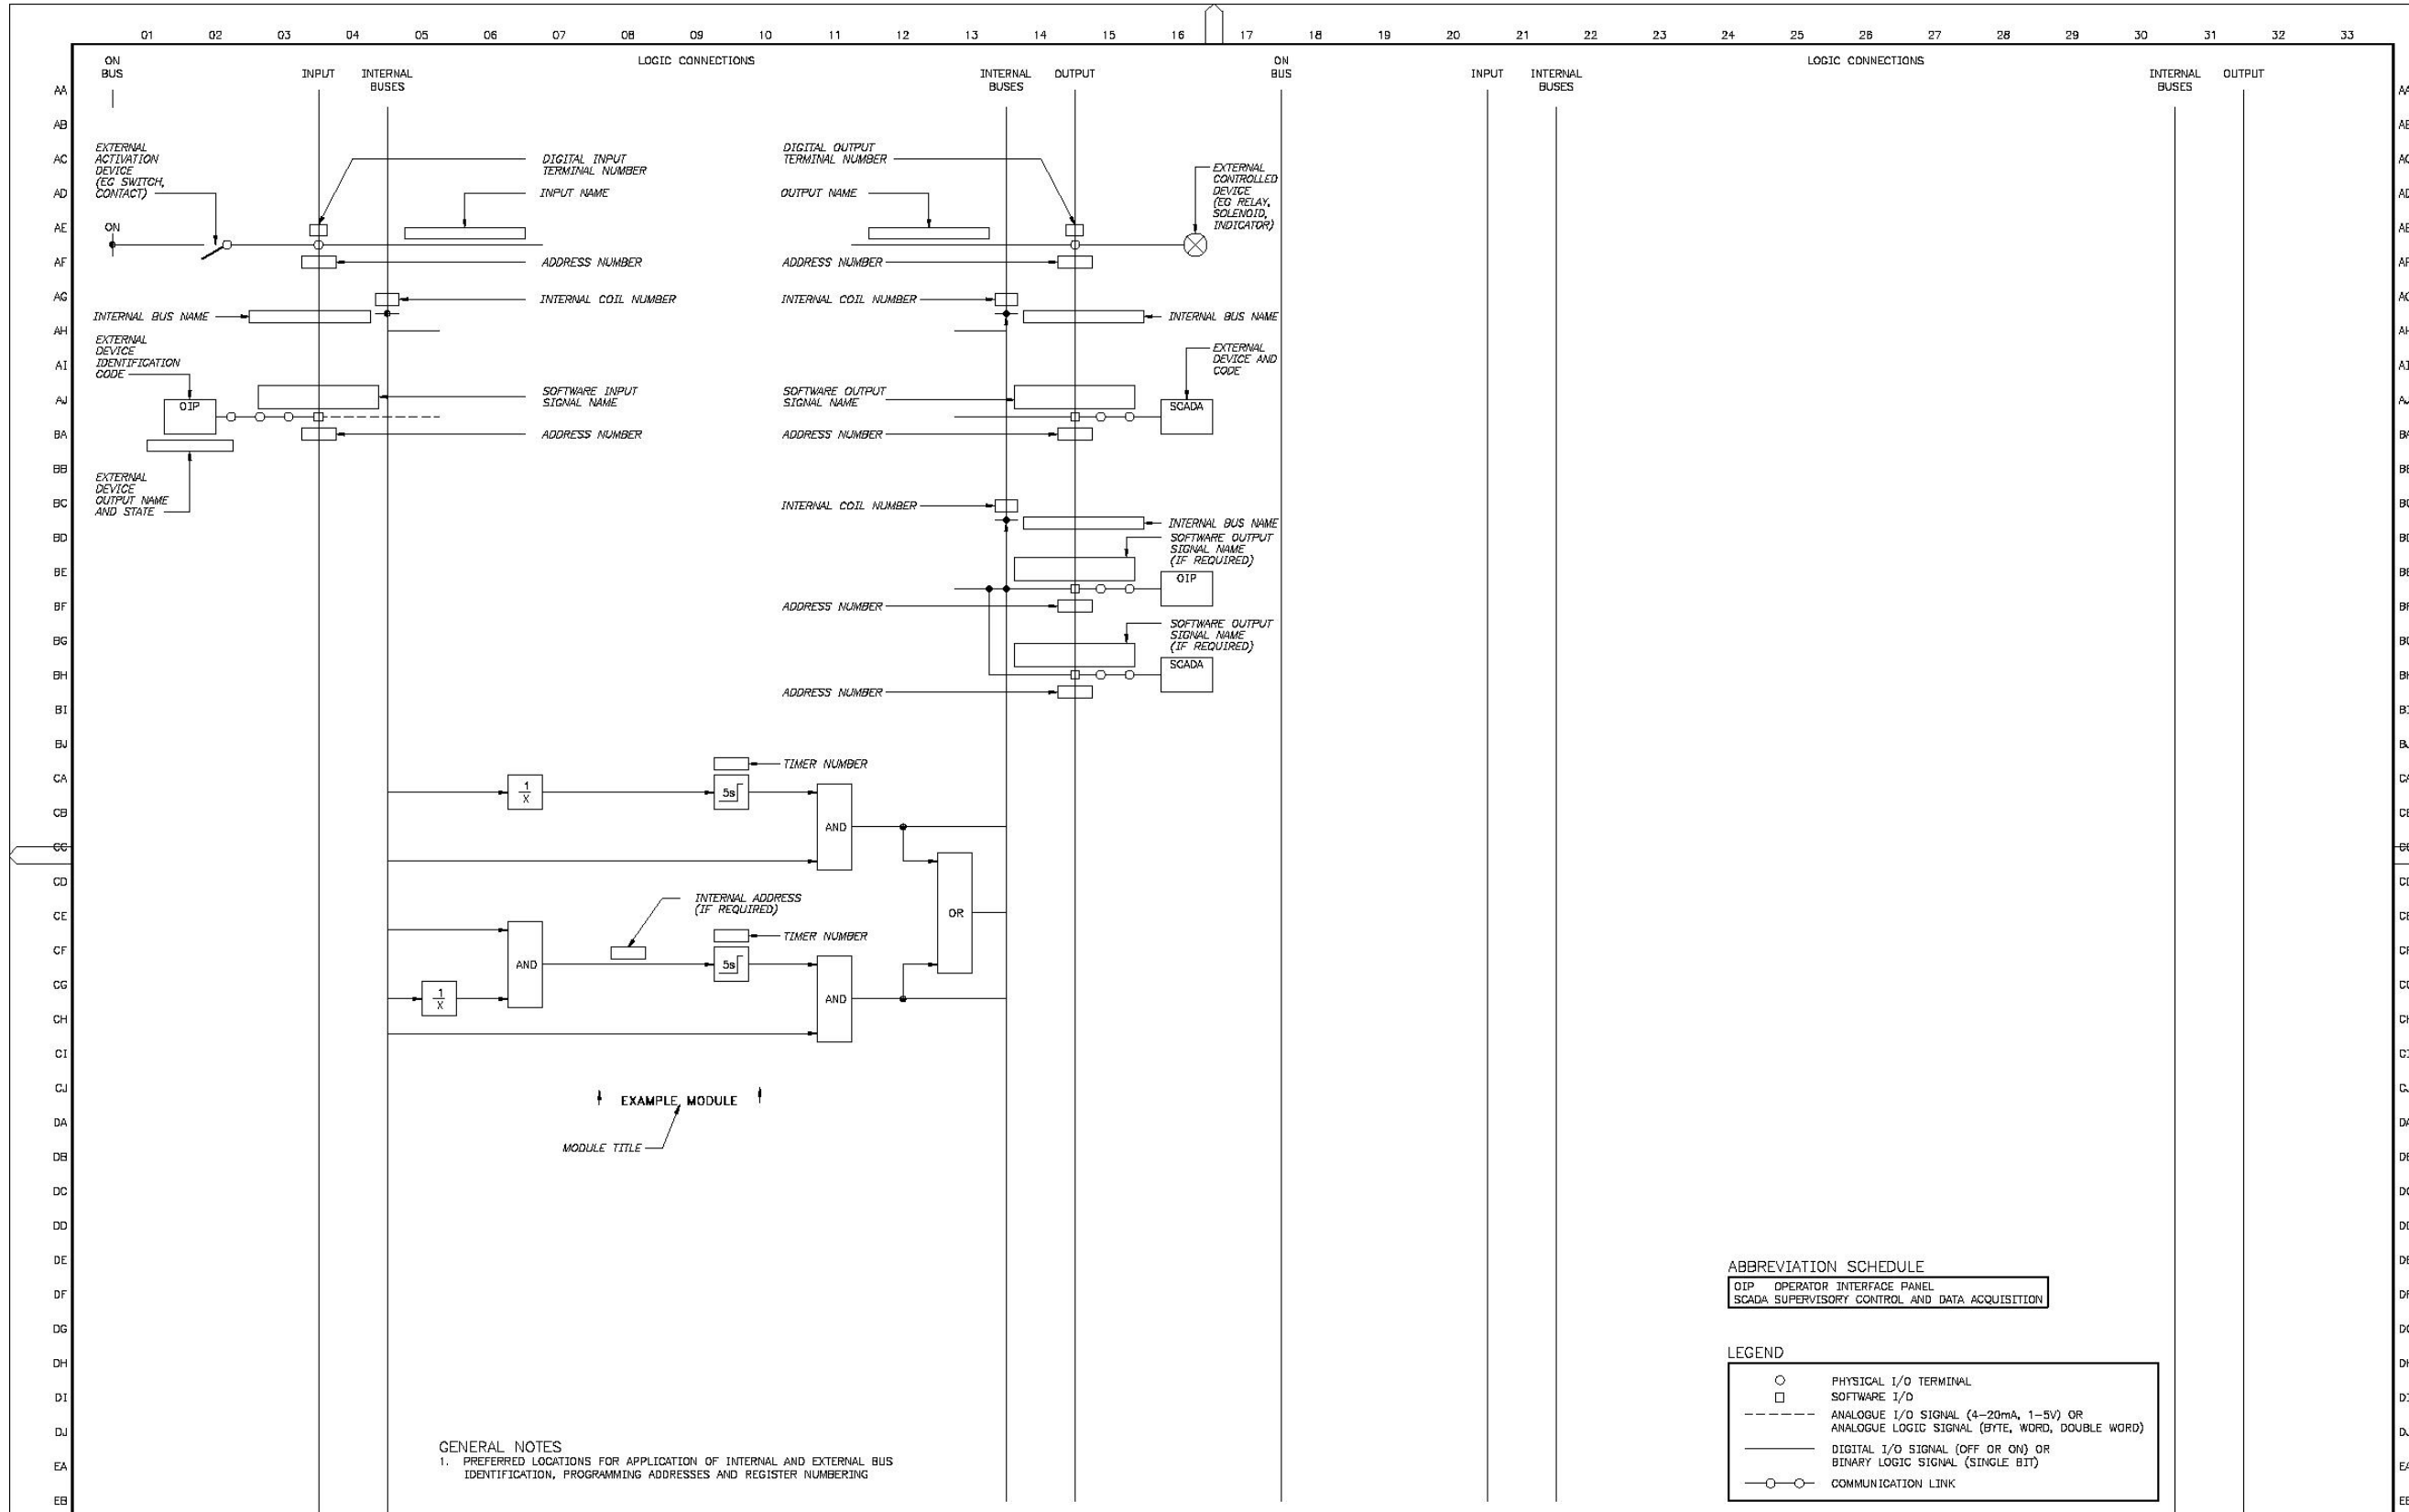 01 02 03 04 05 06 07 08 09 10 11 12 13 14 15 16 17 18 19 20 21 22 23 24 25 26 27 28 29 30 31 32 33
ON
BUS
INPUT
INTERNAL
BUSES
LOGIC CONNECTIONS
INTERNAL
BUSES
OUTPUT
ON
BUS
INPUT
INTERNAL
BUSES
LOGIC CONNECTIONS
INTERNAL
BUSES
OUTPUT
AA
AB
AC
AD
AE
AF
AG
AH
AI
AJ
BA
BB
BC
BD
BE
BF
BG
BH
BI
BJ
CA
CB
CC
CD
CE
CF
CG
CH
CI
CJ
DA
DB
DC
DD
DE
DF
DG
DH
DI
DJ
EA
EB
EXTERNAL
ACTIVATION
DEVICE
(EG SWITCH,
CONTACT)
ON
DIGITAL INPUT
TERMINAL NUMBER
INPUT NAME
ADDRESS NUMBER
INTERNAL COIL NUMBER
INTERNAL BUS NAME
EXTERNAL
DEVICE
IDENTIFICATION
CODE
OIP
SOFTWARE INPUT
SIGNAL NAME
ADDRESS NUMBER
EXTERNAL
DEVICE
OUTPUT NAME
AND STATE
DIGITAL OUTPUT
TERMINAL NUMBER
OUTPUT NAME
EXTERNAL
CONTROLLED
DEVICE
(EG RELAY,
SOLENOID,
INDICATOR)
ADDRESS NUMBER
INTERNAL COIL NUMBER
INTERNAL BUS NAME
EXTERNAL
DEVICE AND
CODE
SOFTWARE OUTPUT
SIGNAL NAME
SCADA
ADDRESS NUMBER
INTERNAL COIL NUMBER
INTERNAL BUS NAME
SOFTWARE OUTPUT
SIGNAL NAME
(IF REQUIRED)
OIP
ADDRESS NUMBER
SOFTWARE OUTPUT
SIGNAL NAME
(IF REQUIRED)
SCADA
ADDRESS NUMBER
TIMER NUMBER
1
X
5s
AND
INTERNAL ADDRESS
(IF REQUIRED)
OR
TIMER NUMBER
AND
5s
1
X
AND
EXAMPLE MODULE
MODULE TITLE
GENERAL NOTES
1. PREFERRED LOCATIONS FOR APPLICATION OF INTERNAL AND EXTERNAL BUS
IDENTIFICATION, PROGRAMMING ADDRESSES AND REGISTER NUMBERING
ABBREVIATION SCHEDULE
OIP OPERATOR INTERFACE PANEL
SCADA SUPERVISORY CONTROL AND DATA ACQUISITION
LEGEND
PHYSICAL I/O TERMINAL
SOFTWARE I/O
ANALOGUE I/O SIGNAL (4-20mA, 1-5V) OR
ANALOGUE LOGIC SIGNAL (BYTE, WORD, DOUBLE WORD)
DIGITAL I/O SIGNAL (OFF OR ON) OR
BINARY LOGIC SIGNAL (SINGLE BIT)
COMMUNICATION LINK